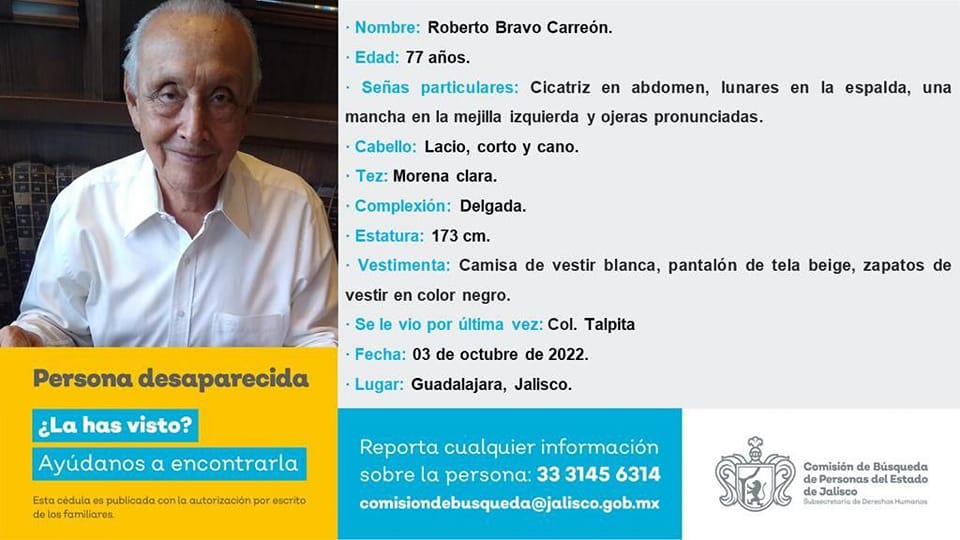 · Nombre: Roberto Bravo Carreón.
· Edad: 77 años.
· Señas particulares: Cicatriz en abdomen, lunares en la espalda, una
mancha en la mejilla izquierda y ojeras pronunciadas.
· Cabello: Lacio, corto y cano.
· Tez: Morena clara.
· Complexión: Delgada.
· Estatura: 173 cm.
· Vestimenta: Camisa de vestir blanca, pantalón de tela beige, zapatos de
vestir en color negro.
· Se le vio por última vez: Col. Talpita
· Fecha: 03 de octubre de 2022.
· Lugar: Guadalajara, Jalisco.
Persona desaparecida
¿La has visto?
Ayúdanos a encontrarla
Esta cédula es publicada con la autorización por escrito
de los familiares.
Reporta cualquier información
sobre la persona: 33 3145 6314
comisiondebusqueda@jalisco.gob.mx
Comisión de Búsqueda
de Personas del Estado
de Jalisco
Subsecretaría de Derechos Humanos